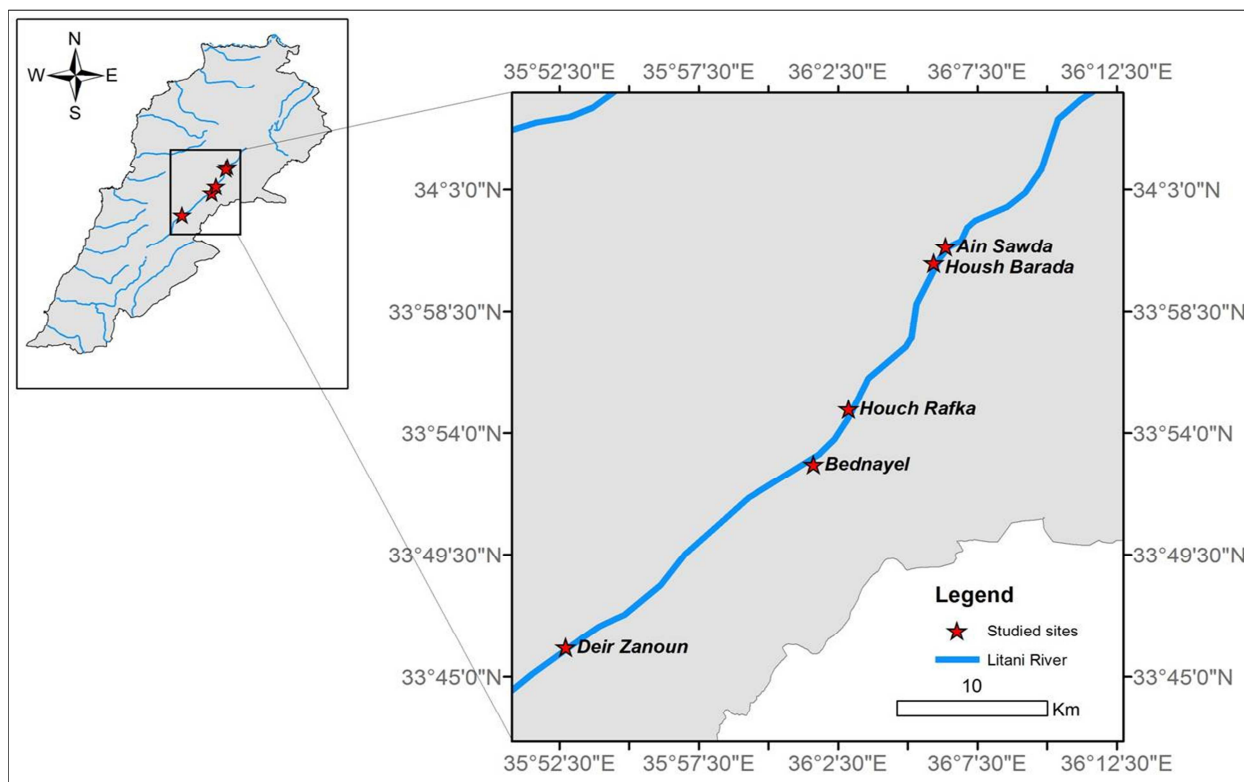 N
W E
S
35°52'30"E 35°57'30"E 36°2'30"E 36°7'30"E 36°12'30"E
34°3'0"N 34°3'0"N
Ain Sawda
Housh Barada
33°58'30"N 33°58'30"N
Houch Rafka
33°54'0"N 33°54'0"N
Bednayel
33°49'30"N 33°49'30"N
Legend
Studied sites
Deir Zanoun
Litani River
33°45'0"N 33°45'0"N
10
Km
35°52'30"E 35°57'30"E 36°2'30"E 36°7'30"E 36°12'30"E